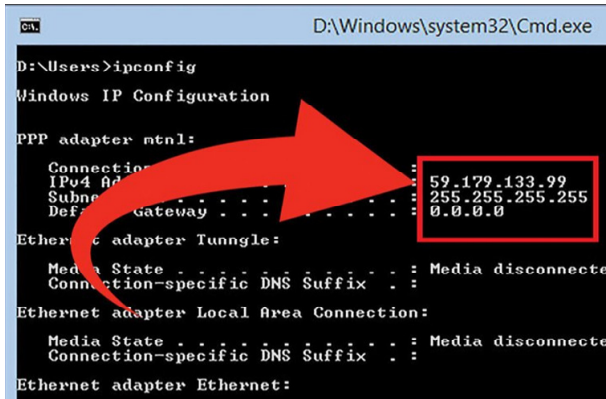 D:\Windows\system32\Cmd.exe
D:\Users>ipconfig
Windows IP Configuration
PPP adapter mtnl:
Connection :
IPv4 Ad . . . . . . . . : 59.179.133.99
Subne . . . . . . . . : 255.255.255.255
Def Gateway . . . . . . . . : 0.0.0.0
Ethernet adapter Tunngle:
Media State . . . . . . . . . . . : Media disconnecte
Connection-specific DNS Suffix . :
Ethernet adapter Local Area Connection:
Media State . . . . . . . . . . . : Media disconnecte
Connection-specific DNS Suffix . :
Ethernet adapter Ethernet: